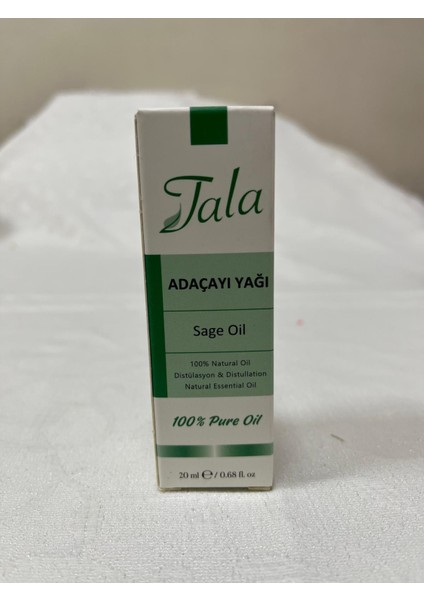 Tala
ADAÇAYI YAĞI
Sage Oil
100% Natural Oil
Distülasyon & Distullation
Natural Essential Oil
100% Pure Oil
20 ml ℮ / 0.68 fl. oz